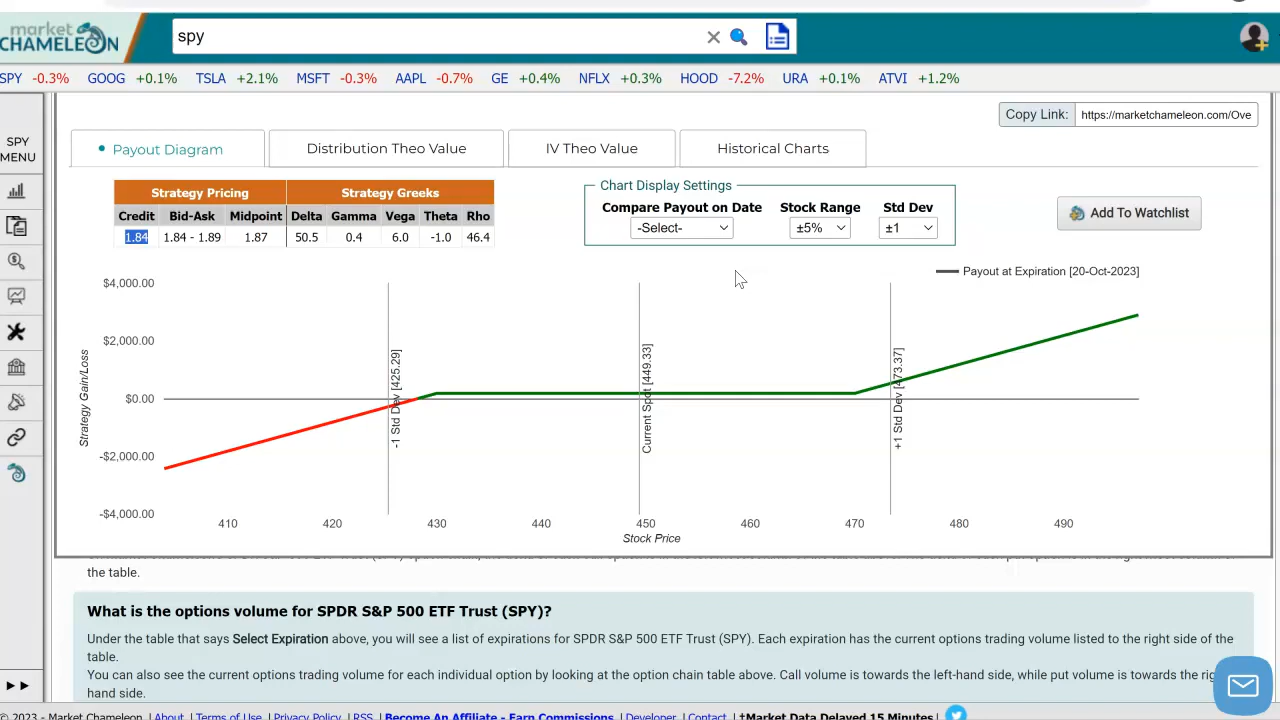 market
CHAMELEON
spy
SPY -0.3% GOOG +0.1% TSLA +2.1% MSFT -0.3% AAPL -0.7% GE +0.4% NFLX +0.3% HOOD -7.2% URA +0.1% ATVI +1.2%
SPY
MENU
Copy Link: https://marketchameleon.com/Ove
Payout Diagram Distribution Theo Value IV Theo Value Historical Charts
Strategy Pricing Strategy Greeks
Credit Bid-Ask Midpoint Delta Gamma Vega Theta Rho
1.84 1.84 - 1.89 1.87 50.5 0.4 6.0 -1.0 46.4
Chart Display Settings
Compare Payout on Date Stock Range Std Dev
-Select- ±5% ±1
Add To Watchlist
Payout at Expiration [20-Oct-2023]
$4,000.00
$2,000.00
$0.00
-$2,000.00
-$4,000.00
Strategy Gain/Loss
-1 Std Dev [425.29]
Current Spot [449.33]
+1 Std Dev [473.37]
410 420 430 440 450 460 470 480 490
Stock Price
the table.
What is the options volume for SPDR S&P 500 ETF Trust (SPY)?
Under the table that says Select Expiration above, you will see a list of expirations for SPDR S&P 500 ETF Trust (SPY). Each expiration has the current options trading volume listed to the right side of the
table.
You can also see the current options trading volume for each individual option by looking at the option chain table above. Call volume is towards the left-hand side, while put volume is towards the
hand side.
© 2023 - Market Chameleon | About | Terms of Use | Privacy Policy | RSS | Become An Affiliate - Earn Commissions | Developer | Contact | †Market Data Delayed 15 Minutes |